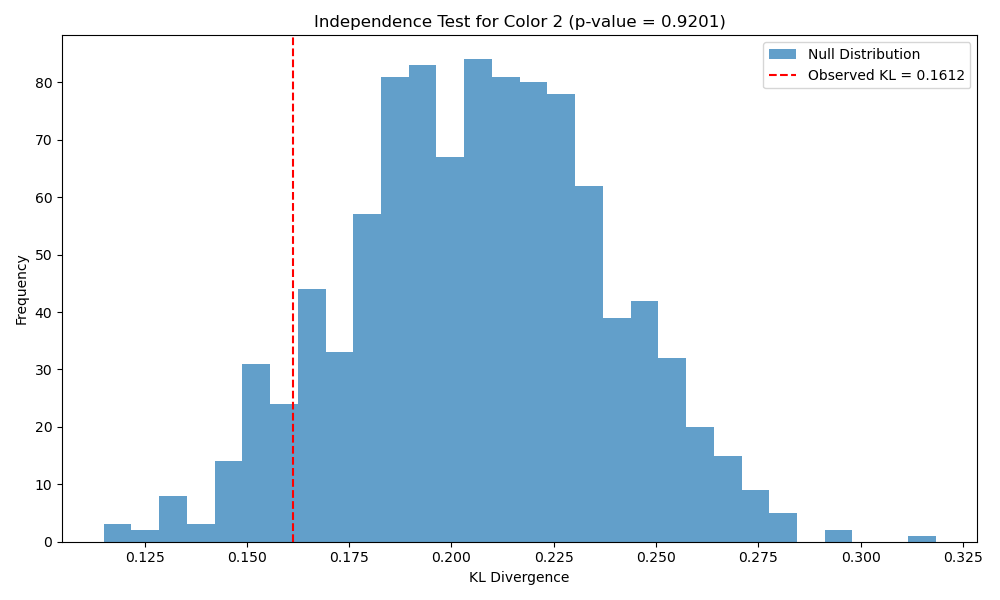 Independence Test for Color 2 (p-value = 0.9201)
Null Distribution
Observed KL = 0.1612
Frequency
80
70
60
50
40
30
20
10
0
0.125 0.150 0.175 0.200 0.225 0.250 0.275 0.300 0.325
KL Divergence